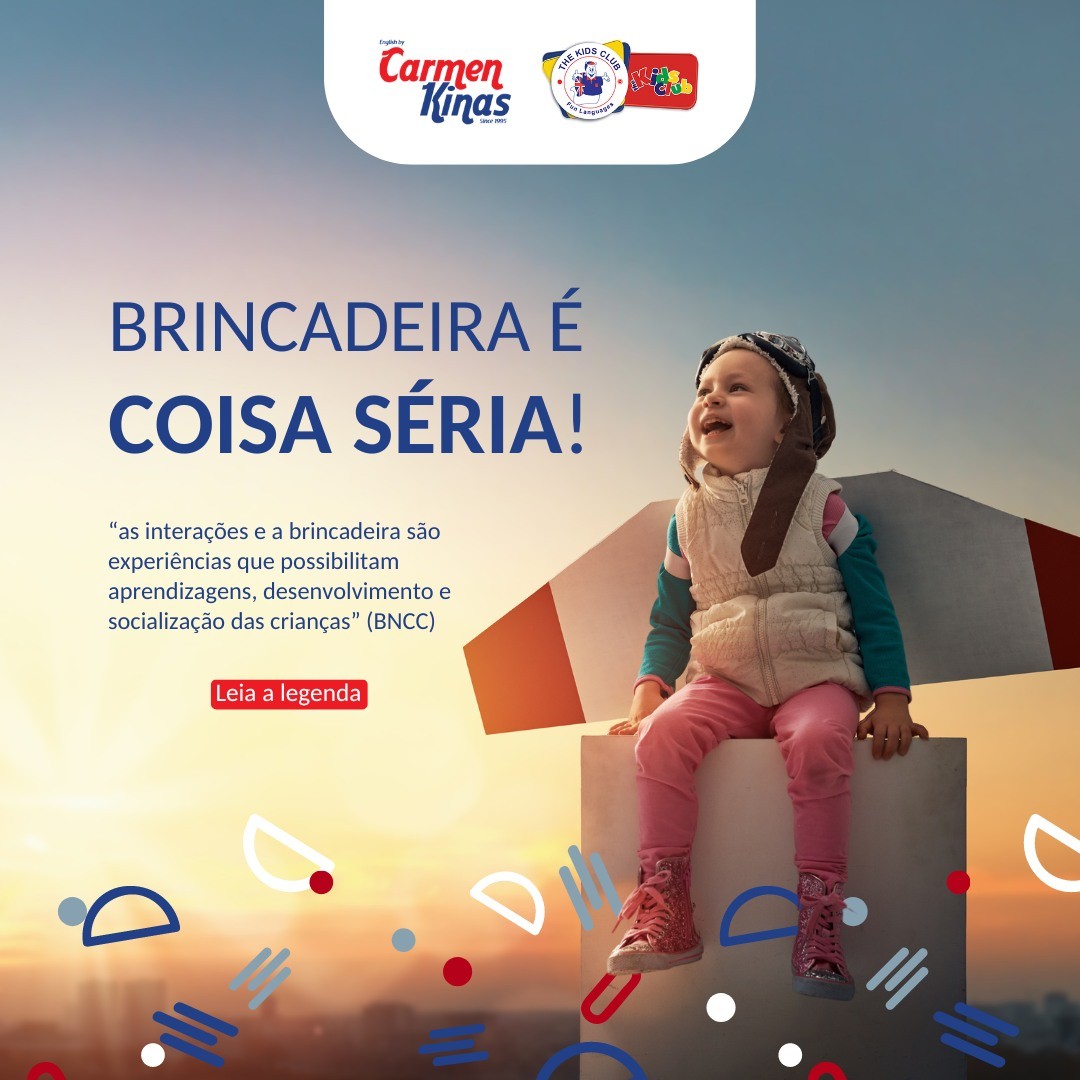 English by
Carmen
Kinas
Since 1995
THE KIDS CLUB
Fun Languages
THE
Kids
Club
BRINCADEIRA É
COISA SÉRIA!
“as interações e a brincadeira são
experiências que possibilitam
aprendizagens, desenvolvimento e
socialização das crianças” (BNCC)
Leia a legenda